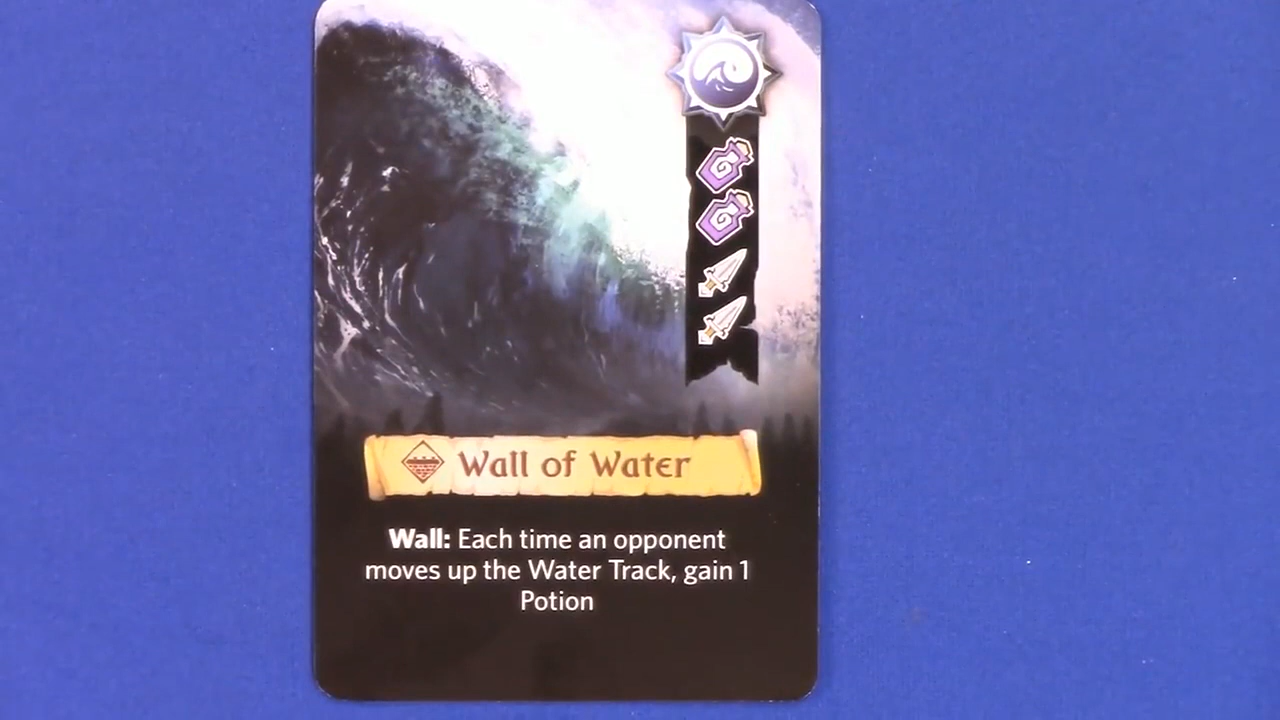 Wall of Water
Wall: Each time an opponent
moves up the Water Track, gain 1
Potion